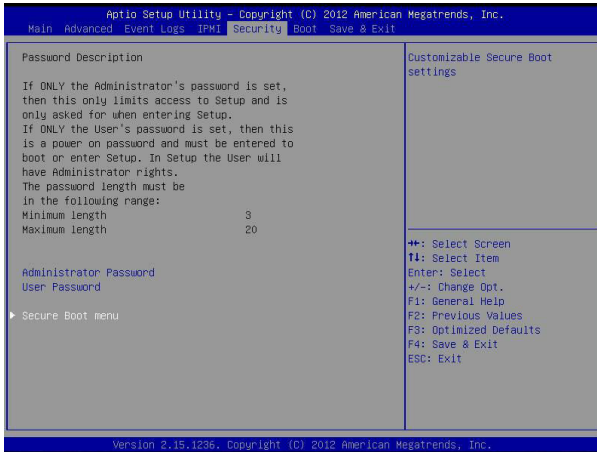 Aptio Setup Utility – Copyright (C) 2012 American Megatrends, Inc.
Main Advanced Event Logs IPMI Security Boot Save & Exit
Password Description
If ONLY the Administrator's password is set,
then this only limits access to Setup and is
only asked for when entering Setup.
If ONLY the User's password is set, then this
is a power on password and must be entered to
boot or enter Setup. In Setup the User will
have Administrator rights.
The password length must be
in the following range:
Minimum length 3
Maximum length 20
Administrator Password
User Password
▶ Secure Boot menu
Customizable Secure Boot
settings
→←: Select Screen
↑↓: Select Item
Enter: Select
+/-: Change Opt.
F1: General Help
F2: Previous Values
F3: Optimized Defaults
F4: Save & Exit
ESC: Exit
Version 2.15.1236. Copyright (C) 2012 American Megatrends, Inc.